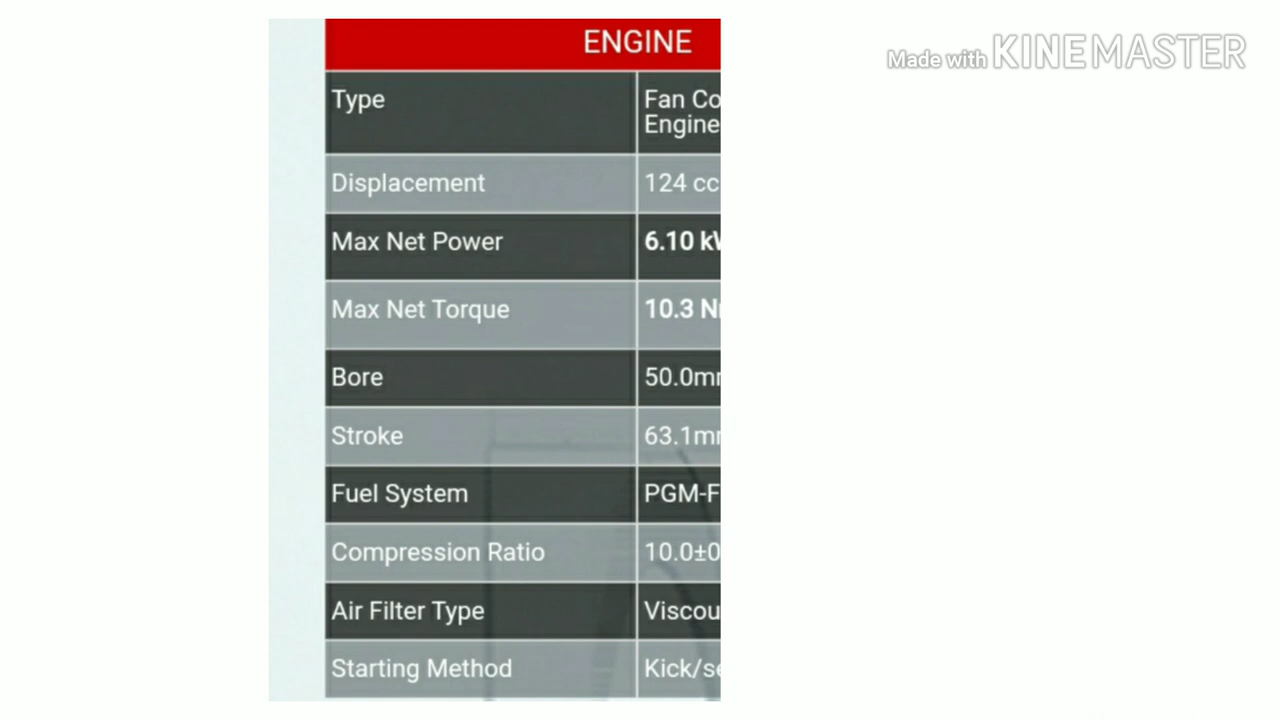 Made with KINEMASTER
ENGINE
Type
Fan Co
Engine
Displacement
124 cc
Max Net Power
6.10 kW
Max Net Torque
10.3 N
Bore
50.0m
Stroke
63.1m
Fuel System
PGM-F
Compression Ratio
10.0±0
Air Filter Type
Viscou
Starting Method
Kick/se